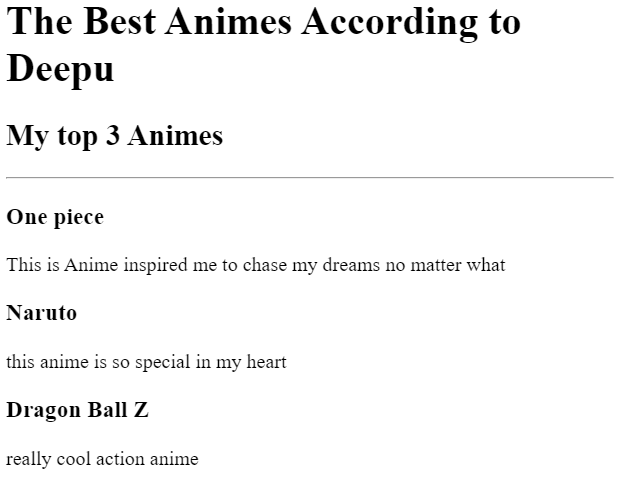 The Best Animes According to
Deepu
My top 3 Animes
One piece
This is Anime inspired me to chase my dreams no matter what
Naruto
this anime is so special in my heart
Dragon Ball Z
really cool action anime